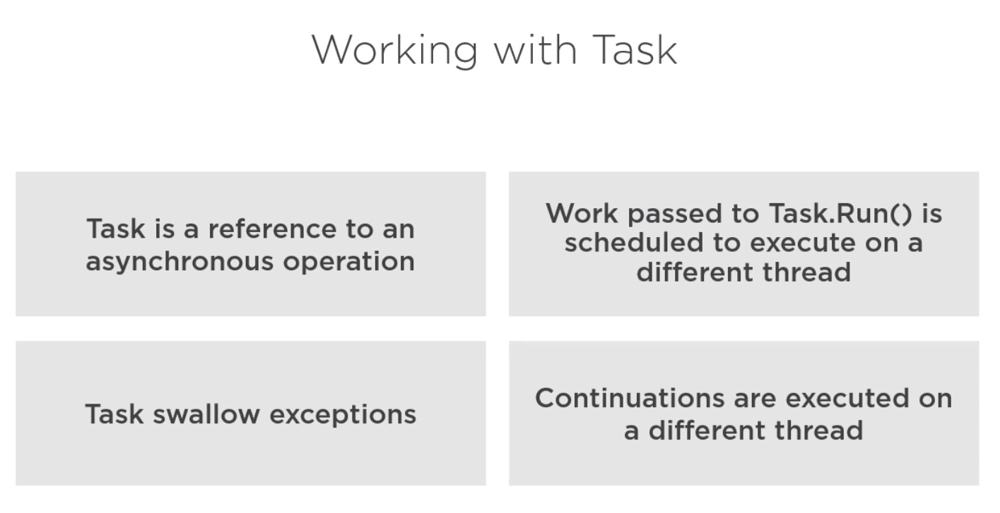 Working with Task
Task is a reference to an
asynchronous operation
Work passed to Task.Run() is
scheduled to execute on a
different thread
Task swallow exceptions
Continuations are executed on
a different thread